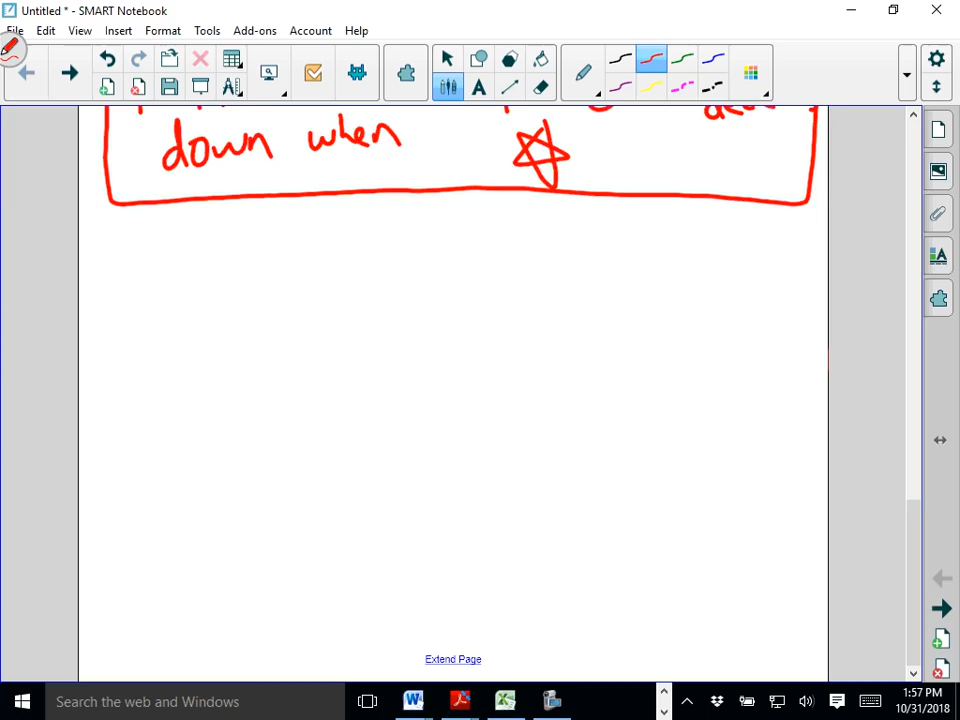 Untitled * - SMART Notebook
File Edit View Insert Format Tools Add-ons Account Help
down when
Extend Page
Search the web and Windows
1:57 PM
10/31/2018